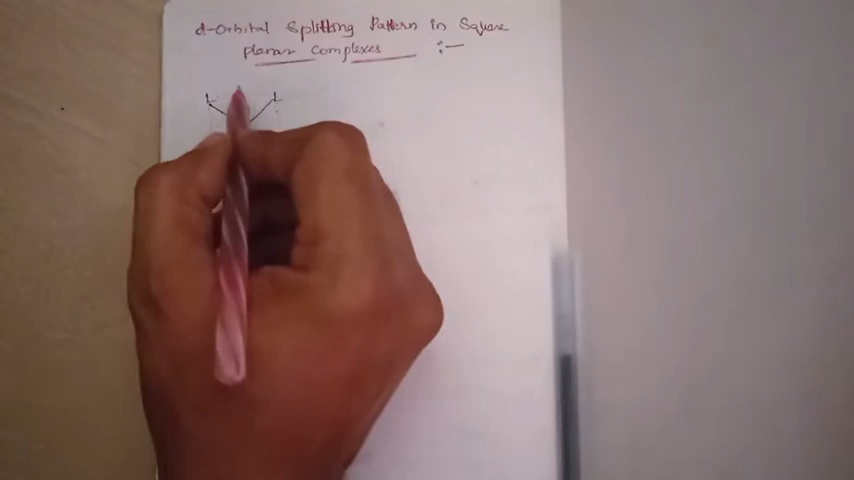 d-Orbital Splitting Pattern in Square
planar complexes :-
L L